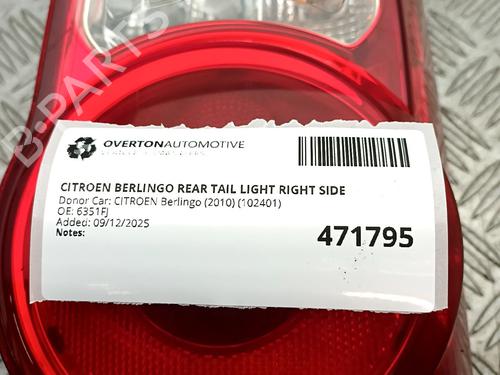 B-PARTS
OVERTONAUTOMOTIVE
CITROEN BERLINGO REAR TAIL LIGHT RIGHT SIDE
Donor Car: CITROEN Berlingo (2010) (102401)
OE: 6351FJ
Added: 09/12/2025
Notes:
471795